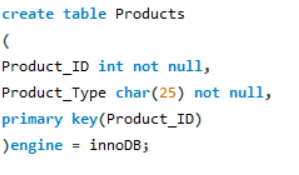 create table Products
(
Product_ID int not null,
Product_Type char(25) not null,
primary key(Product_ID)
)engine = innoDB;